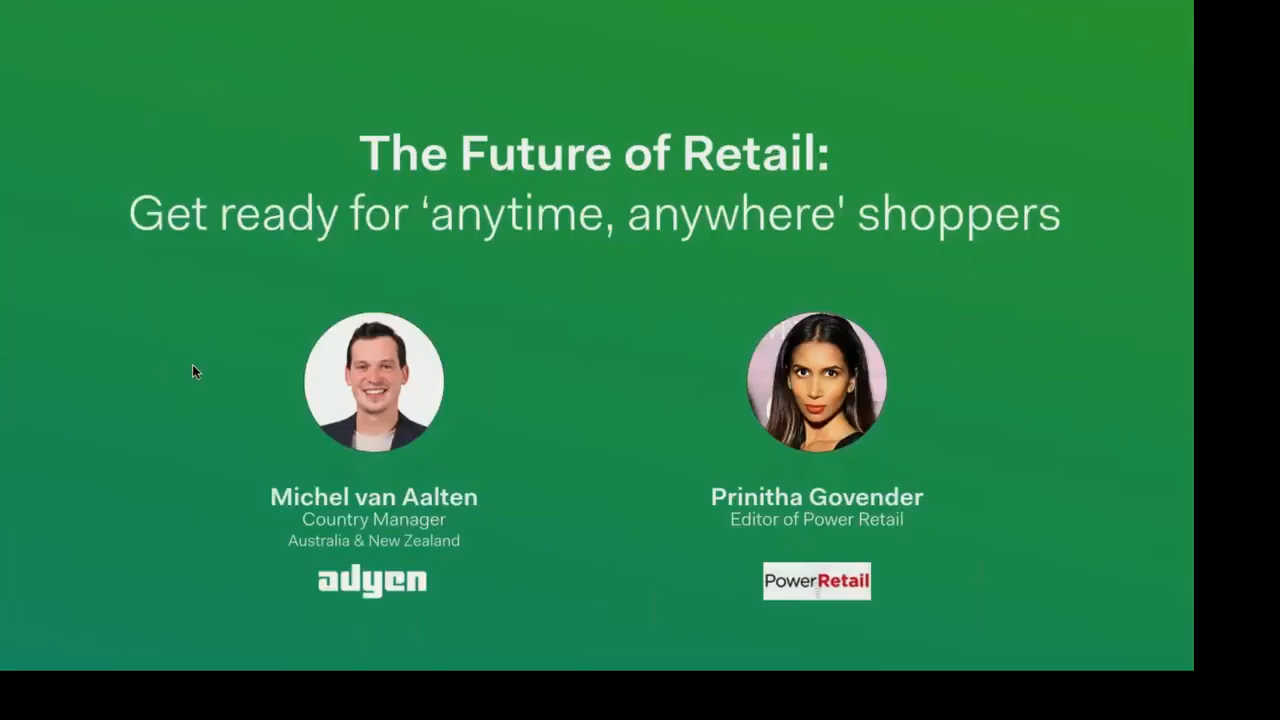 The Future of Retail:
Get ready for ‘anytime, anywhere' shoppers
Michel van Aalten
Country Manager
Australia & New Zealand
adyen
Prinitha Govender
Editor of Power Retail
PowerRetail